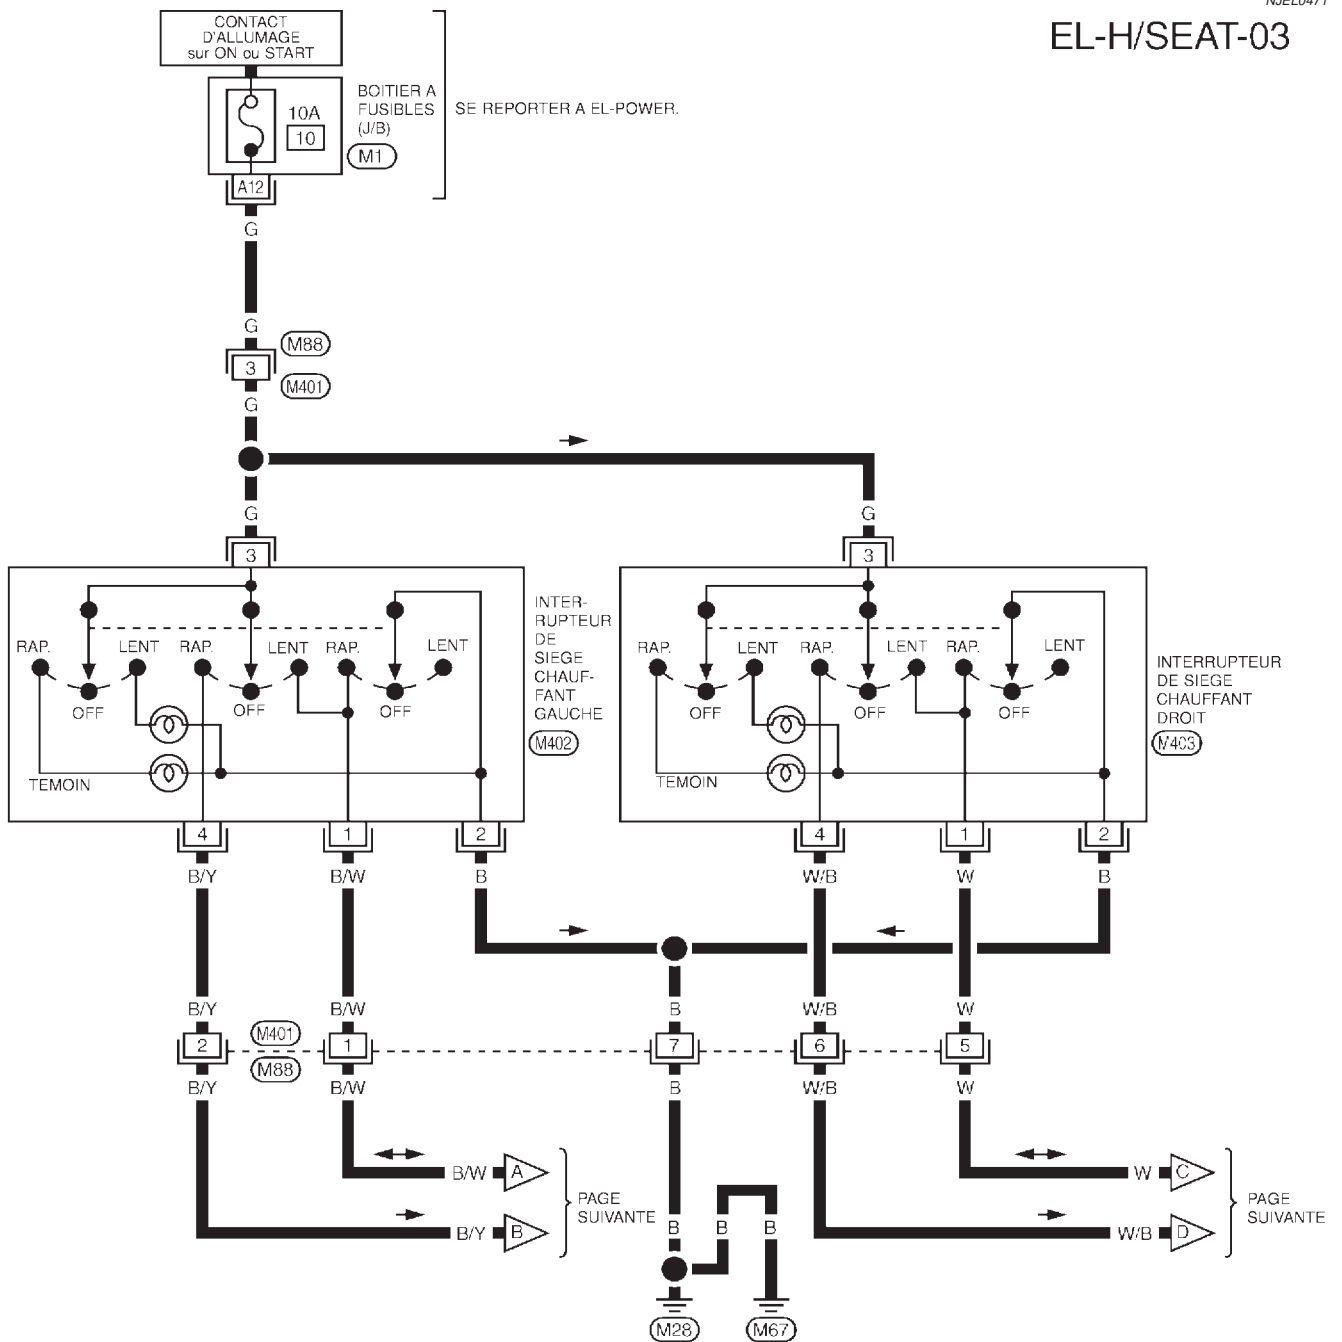 NJEL0471
EL-H/SEAT-03
CONTACT
D'ALLUMAGE
sur ON ou START
10A
10
BOITIER A
FUSIBLES
(J/B)
M1
SE REPORTER A EL-POWER.
A12
G
G
M88
3
M401
G
G
G
3
3
RAP.
LENT
RAP.
LENT
RAP.
LENT
OFF
OFF
OFF
TEMOIN
INTER-
RUPTEUR
DE
SIEGE
CHAUF-
FANT
GAUCHE
M402
RAP.
LENT
RAP.
LENT
RAP.
LENT
OFF
OFF
OFF
TEMOIN
INTERRUPTEUR
DE SIEGE
CHAUFFANT
DROIT
M403
4
1
2
4
1
2
B/Y
B/W
B
W/B
W
B
B/Y
B/W
B
W/B
W
2
M401
M88
1
7
6
5
B/Y
B/W
B
W/B
W
B/W
A
B/Y
B
PAGE
SUIVANTE
B
B
B
W
C
W/B
D
PAGE
SUIVANTE
M28
M67